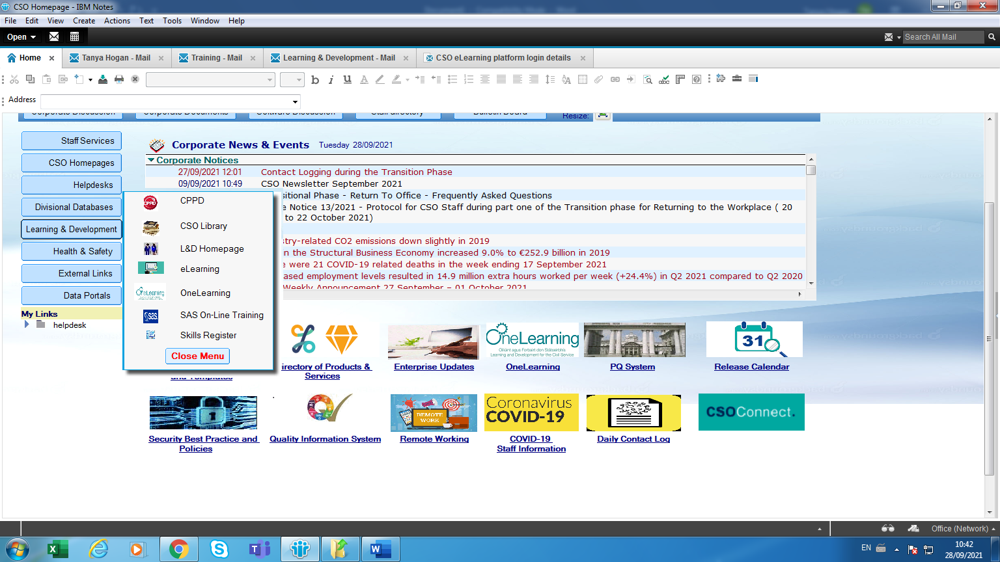 CSO Homepage - IBM Notes
File Edit View Create Actions Text Tools Window Help
Open
Search All Mail
Home
Tanya Hogan - Mail
Training - Mail
Learning & Development - Mail
CSO eLearning platform login details
Address
Resize:
Staff Services
CSO Homepages
Helpdesks
Divisional Databases
Learning & Development
Health & Safety
External Links
Data Portals
My Links
helpdesk
Corporate News & Events Tuesday 28/09/2021
Corporate Notices
27/09/2021 12:01 Contact Logging during the Transition Phase
09/09/2021 10:49 CSO Newsletter September 2021
sitional Phase - Return To Office - Frequently Asked Questions
e Notice 13/2021 - Protocol for CSO Staff during part one of the Transition phase for Returning to the Workplace ( 20
to 22 October 2021)
stry-related CO2 emissions down slightly in 2019
in the Structural Business Economy increased 9.0% to €252.9 billion in 2019
e were 21 COVID-19 related deaths in the week ending 17 September 2021
ased employment levels resulted in 14.9 million extra hours worked per week (+24.4%) in Q2 2021 compared to Q2 2020
Weekly Announcement 27 September – 01 October 2021
CPPD
CSO Library
L&D Homepage
eLearning
OneLearning
SAS On-Line Training
Skills Register
Close Menu
and Templates
irectory of Products &
Services
Enterprise Updates
OneLearning
Oiliúint agus Forbairt don Státseirbhís
Learning and Development for the Civil Service
OneLearning
PQ System
31
Release Calendar
Security Best Practice and
Policies
Quality Information System
REMOTE
WORK
Remote Working
Coronavirus
COVID-19
COVID-19
Staff Information
Daily Contact Log
CSOConnect.
Office (Network)
EN
10:42
28/09/2021